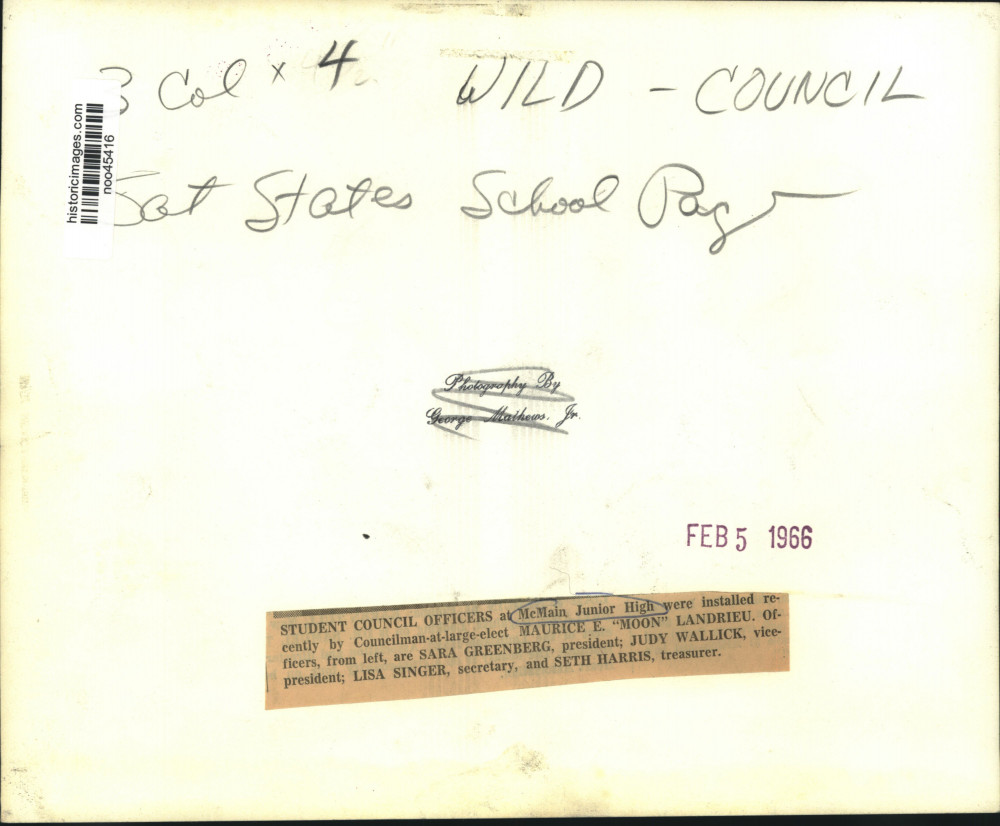 3 Col x 4
WILD - COUNCIL
historicimages.com
noo45416
Sat States School Page
Photography By
George Mathews, Jr.
FEB 5 1966
STUDENT COUNCIL OFFICERS at McMain Junior High were installed re-
cently by Councilman-at-large-elect MAURICE E. "MOON" LANDRIEU. Of-
ficers, from left, are SARA GREENBERG, president; JUDY WALLICK, vice-
president; LISA SINGER, secretary, and SETH HARRIS, treasurer.